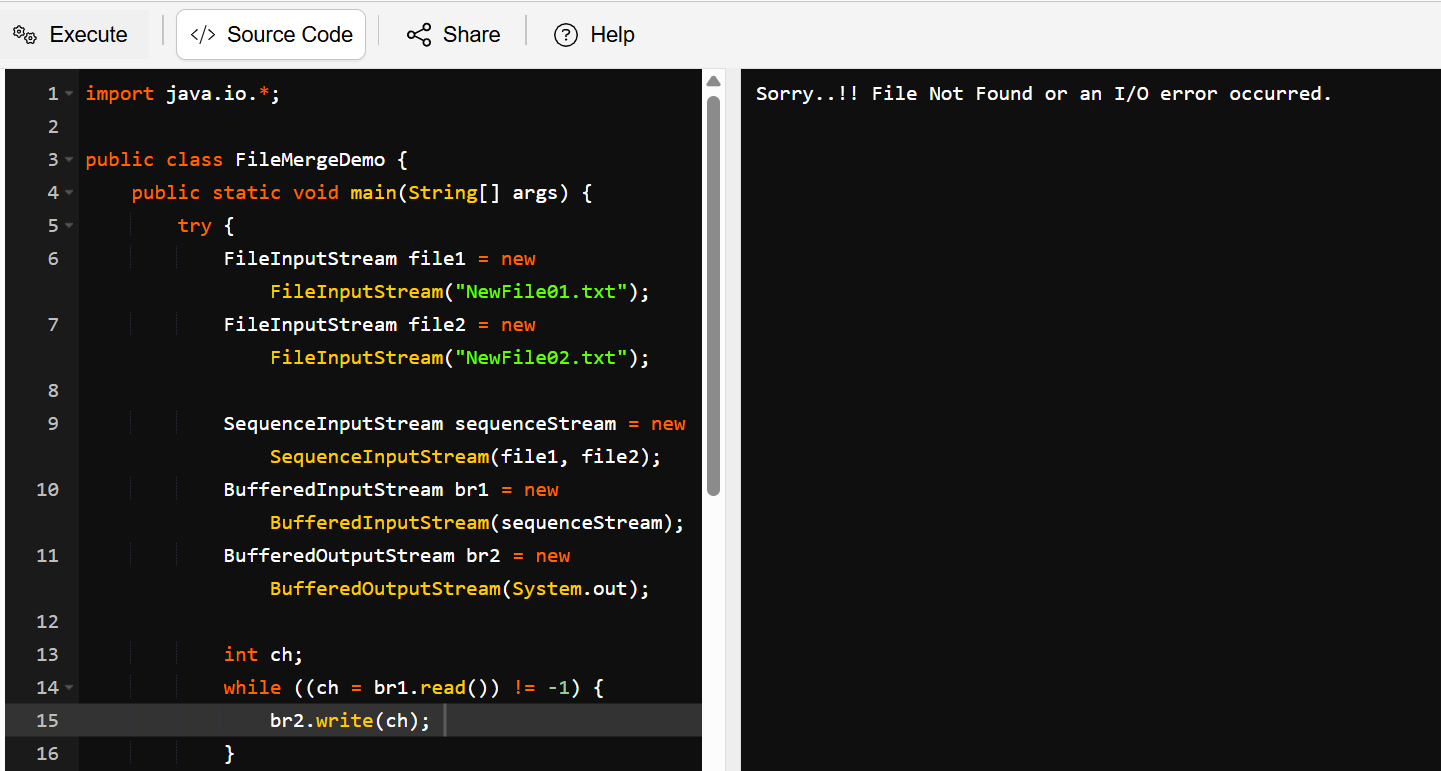 Execute
</> Source Code
Share
? Help
1 import java.io.*;
2
3 public class FileMergeDemo {
4 public static void main(String[] args) {
5 try {
6 FileInputStream file1 = new
FileInputStream("NewFile01.txt");
7 FileInputStream file2 = new
FileInputStream("NewFile02.txt");
8
9 SequenceInputStream sequenceStream = new
SequenceInputStream(file1, file2);
10 BufferedInputStream br1 = new
BufferedInputStream(sequenceStream);
11 BufferedOutputStream br2 = new
BufferedOutputStream(System.out);
12
13 int ch;
14 while ((ch = br1.read()) != -1) {
15 br2.write(ch);
16 }
Sorry..!! File Not Found or an I/O error occurred.